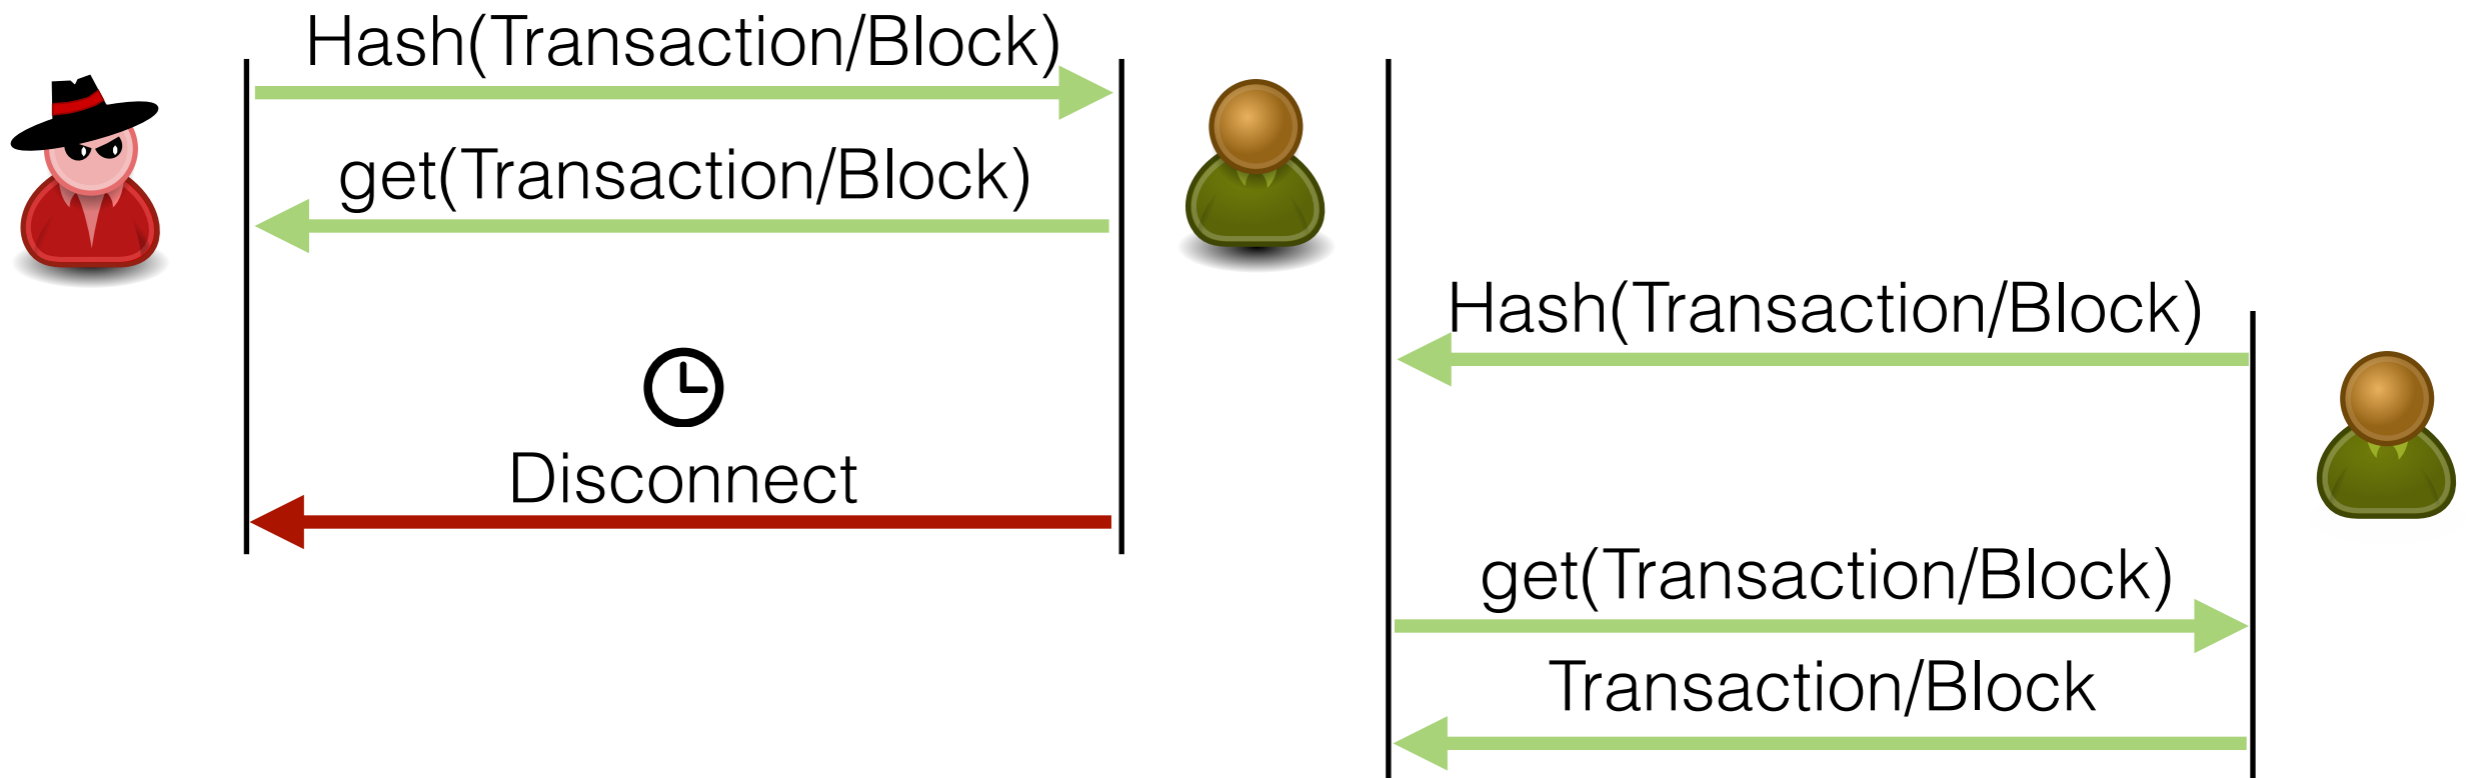 Hash(Transaction/Block)
get(Transaction/Block)
Hash(Transaction/Block)
Disconnect
get(Transaction/Block)
Transaction/Block